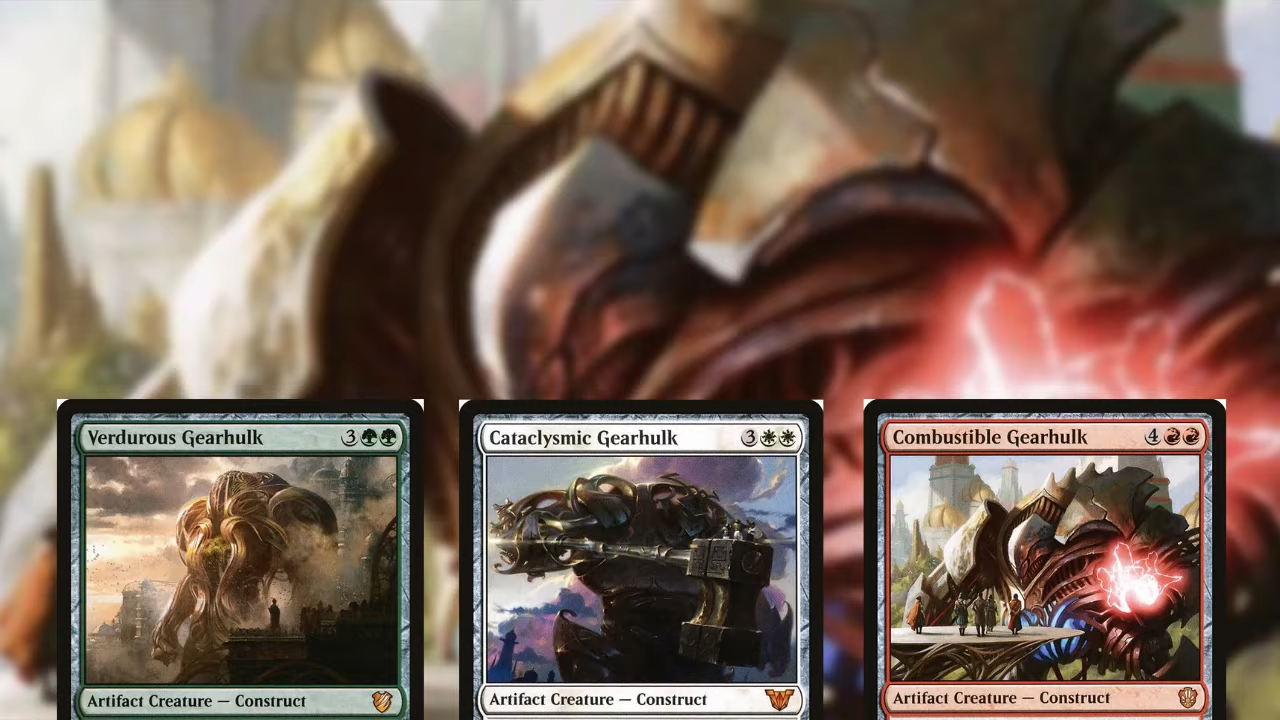 Verdurous Gearhulk 3
Artifact Creature — Construct
Cataclysmic Gearhulk 3
Artifact Creature — Construct
Combustible Gearhulk 4
Artifact Creature — Construct